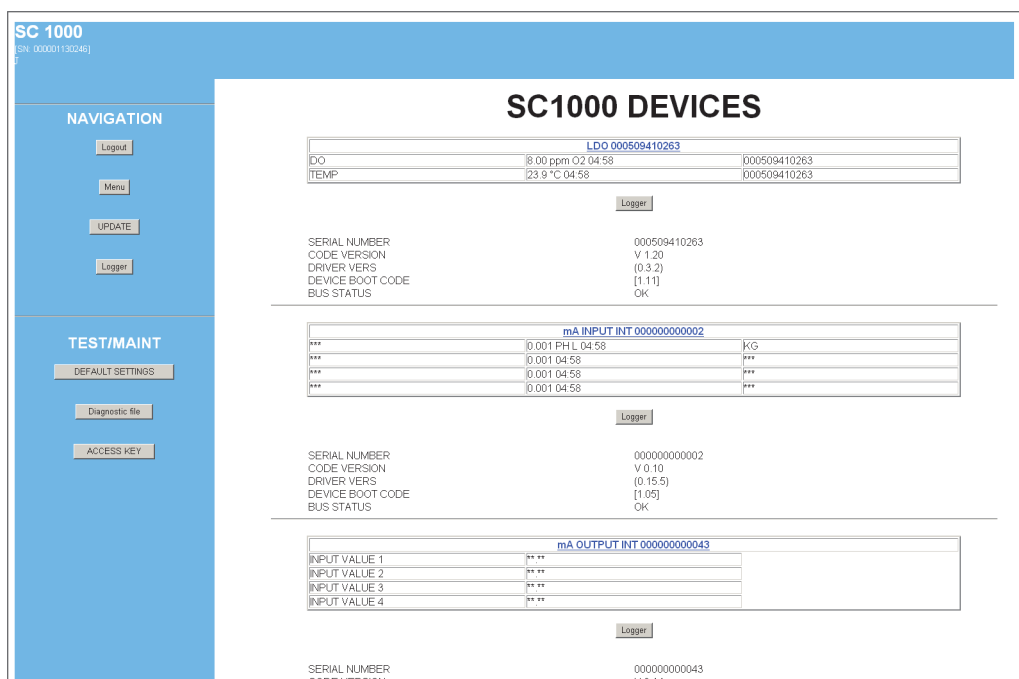 SC 1000
[SN: 000001130246]
NAVIGATION
Logout
Menu
UPDATE
Logger
TEST/MAINT
DEFAULT SETTINGS
Diagnostic file
ACCESS KEY
SC1000 DEVICES
LDO 000509410263
DO 8.00 ppm O2 04:58 000509410263
TEMP 23.9 °C 04:58 000509410263
Logger
SERIAL NUMBER 000509410263
CODE VERSION V 1.20
DRIVER VERS (0.3.2)
DEVICE BOOT CODE [1.11]
BUS STATUS OK
mA INPUT INT 000000000002
*** 0.001 PH L 04:58 KG
*** 0.001 04:58 ***
*** 0.001 04:58 ***
*** 0.001 04:58 ***
Logger
SERIAL NUMBER 000000000002
CODE VERSION V 0.10
DRIVER VERS (0.15.5)
DEVICE BOOT CODE [1.05]
BUS STATUS OK
mA OUTPUT INT 000000000043
INPUT VALUE 1 **.**
INPUT VALUE 2 **.**
INPUT VALUE 3 **.**
INPUT VALUE 4 **.**
Logger
SERIAL NUMBER 000000000043
CODE VERSION